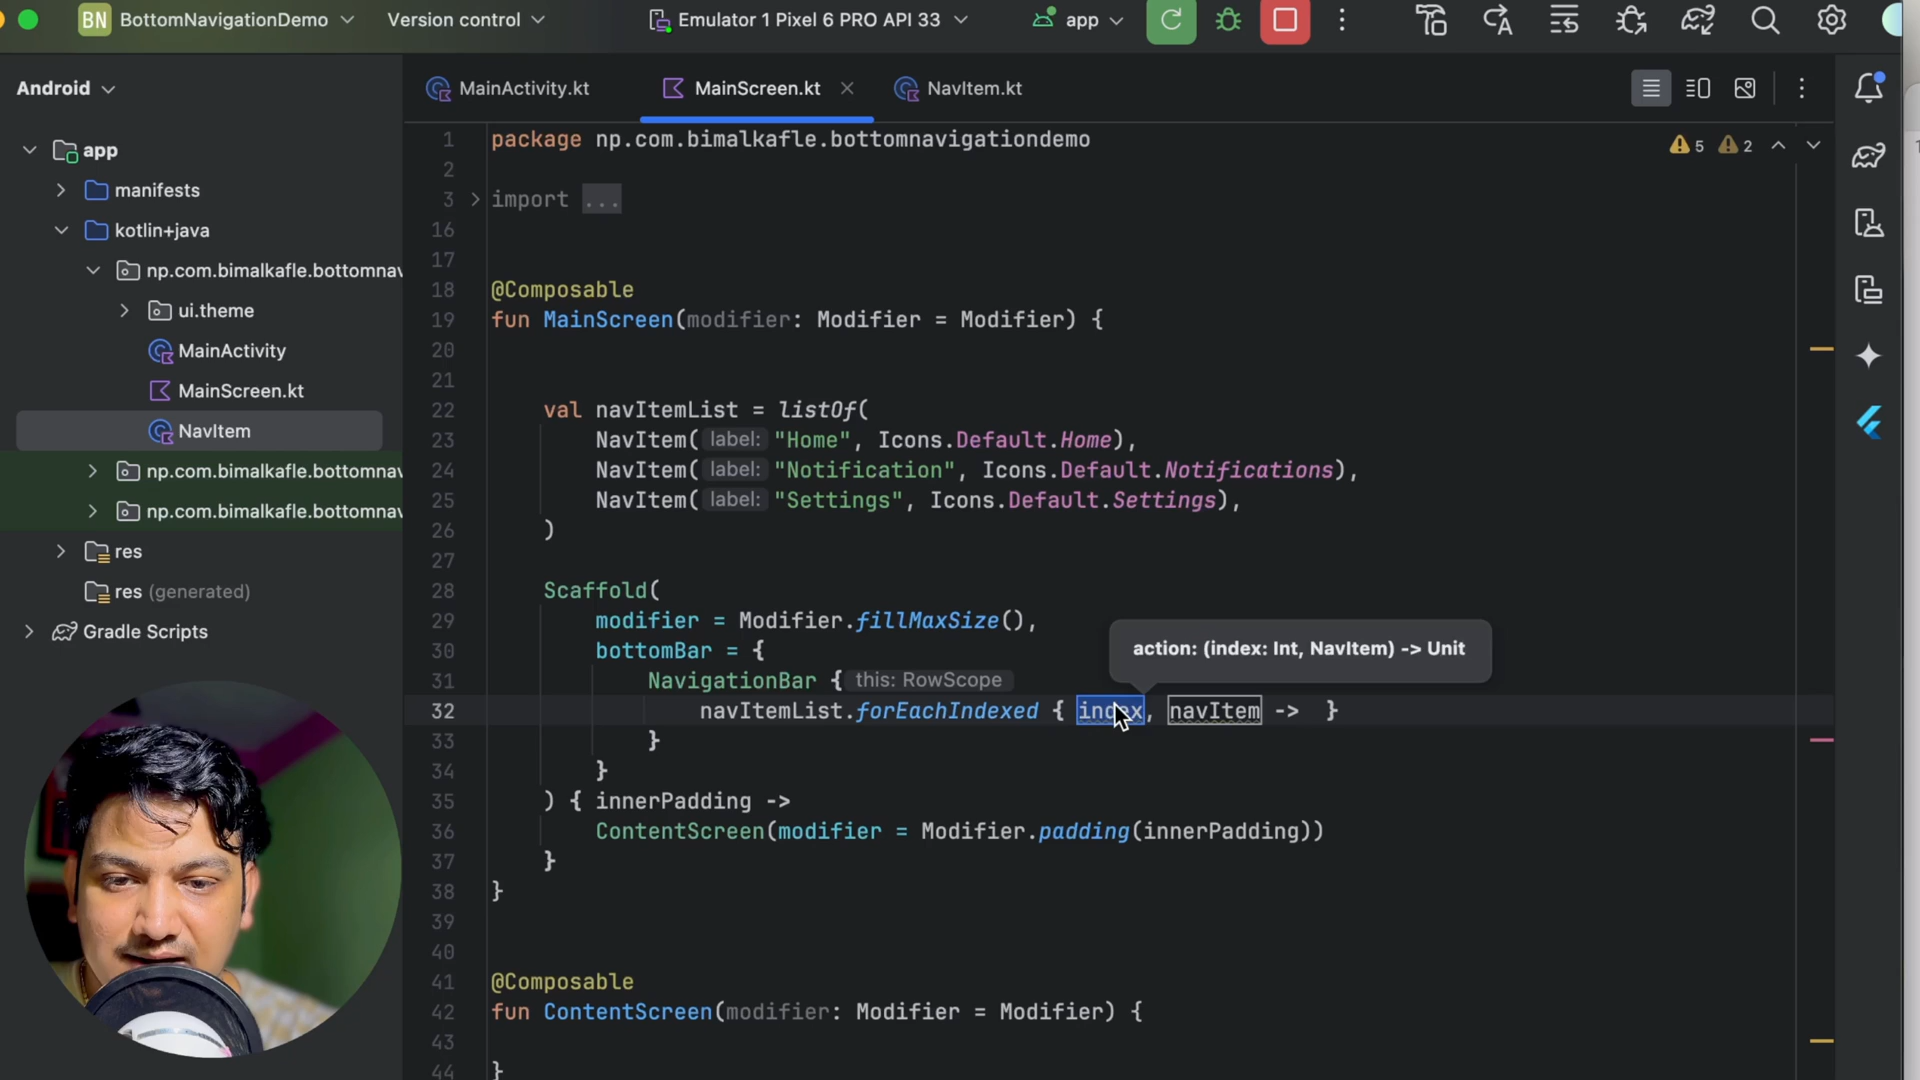 BN BottomNavigationDemo Version control Emulator 1 Pixel 6 PRO API 33 app
Android
MainActivity.kt MainScreen.kt NavItem.kt
app
manifests
kotlin+java
np.com.bimalkafle.bottomnav
ui.theme
MainActivity
MainScreen.kt
NavItem
np.com.bimalkafle.bottomnav
np.com.bimalkafle.bottomnav
res
res (generated)
Gradle Scripts
5 2
1 package np.com.bimalkafle.bottomnavigationdemo
2
3 import ...
16
17
18 @Composable
19 fun MainScreen(modifier: Modifier = Modifier) {
20
21
22 val navItemList = listOf(
23 NavItem( label: "Home", Icons.Default.Home),
24 NavItem( label: "Notification", Icons.Default.Notifications),
25 NavItem( label: "Settings", Icons.Default.Settings),
26 )
27
28 Scaffold(
29 modifier = Modifier.fillMaxSize(),
30 bottomBar = {
action: (index: Int, NavItem) -> Unit
31 NavigationBar { this: RowScope
32 navItemList.forEachIndexed { index, navItem -> }
33 }
34 }
35 ) { innerPadding ->
36 ContentScreen(modifier = Modifier.padding(innerPadding))
37 }
38 }
39
40
41 @Composable
42 fun ContentScreen(modifier: Modifier = Modifier) {
43
44 }